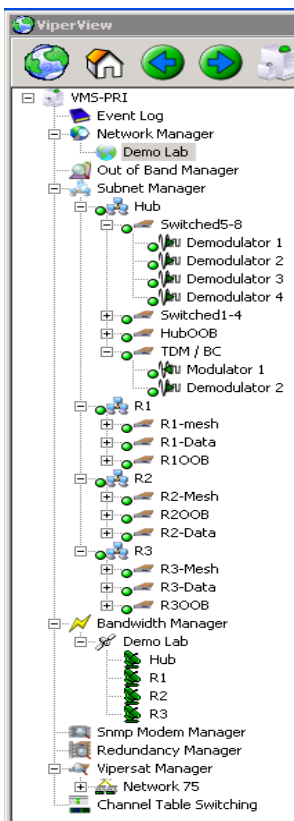 ViperView
VMS-PRI
Event Log
Network Manager
Demo Lab
Out of Band Manager
Subnet Manager
Hub
Switched5-8
Demodulator 1
Demodulator 2
Demodulator 3
Demodulator 4
Switched1-4
HubOOB
TDM / BC
Modulator 1
Demodulator 2
R1
R1-mesh
R1-Data
R1OOB
R2
R2-Mesh
R2OOB
R2-Data
R3
R3-Mesh
R3-Data
R3OOB
Bandwidth Manager
Demo Lab
Hub
R1
R2
R3
Snmp Modem Manager
Redundancy Manager
Vipersat Manager
Network 75
Channel Table Switching